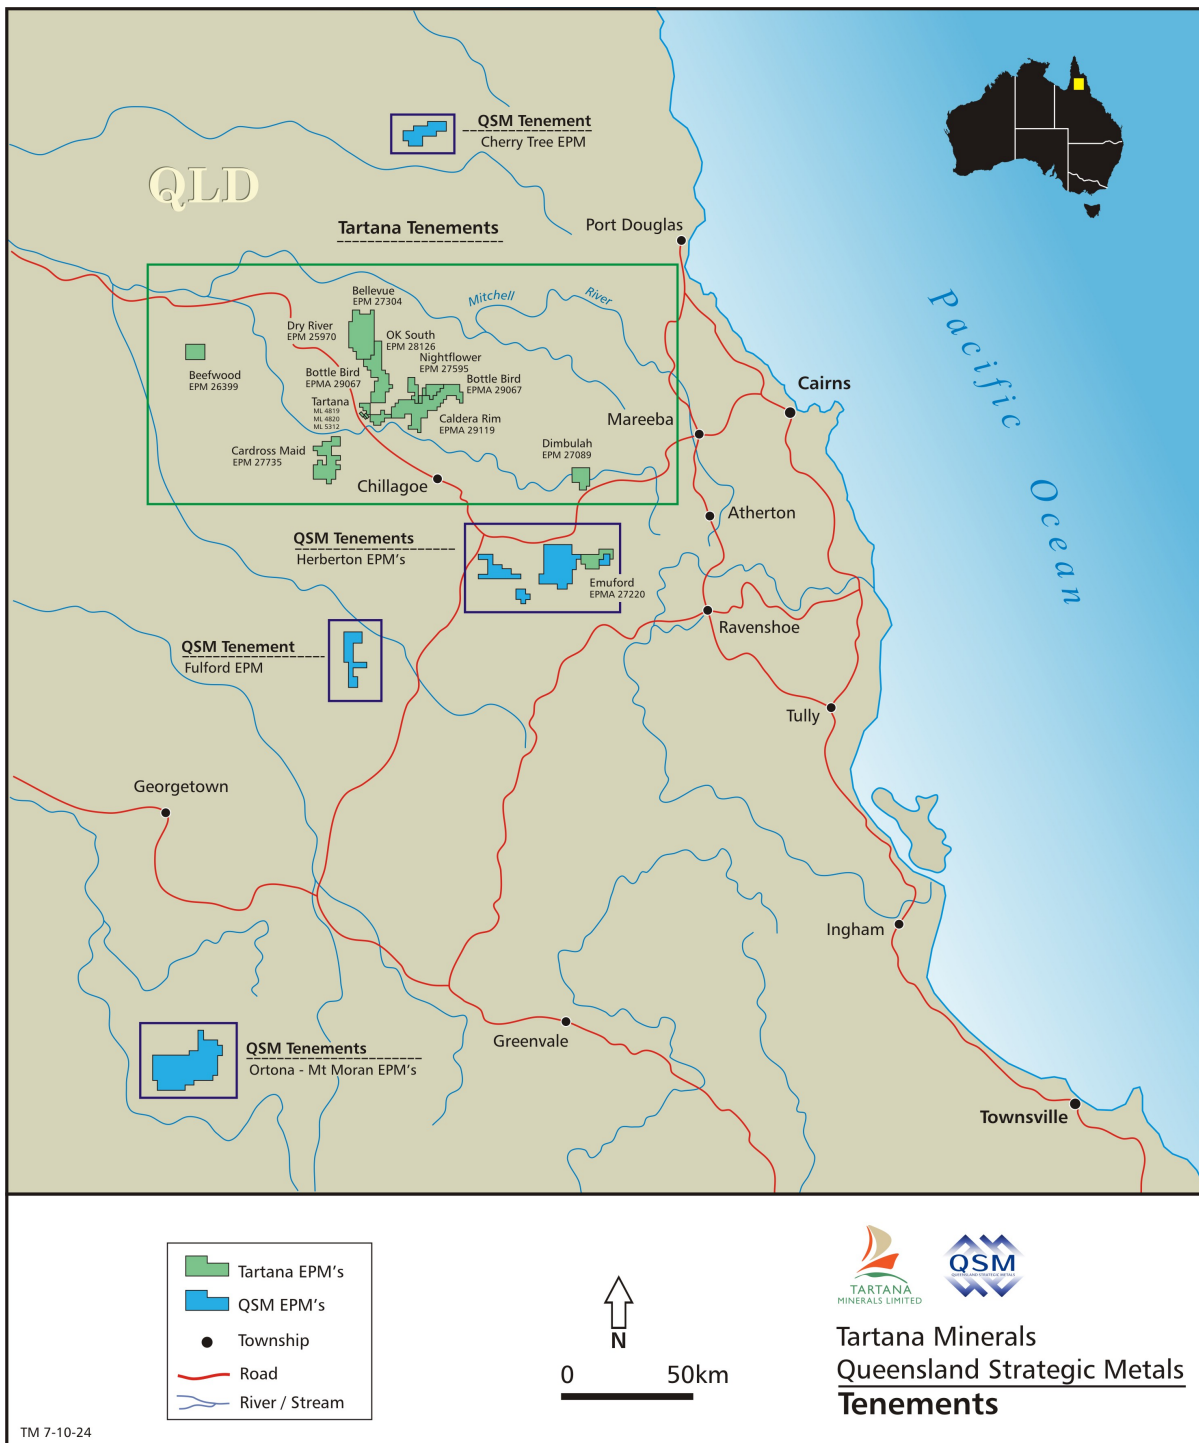 QSM Tenement
Cherry Tree EPM
QLD
Tartana Tenements
Port Douglas
Bellevue
EPM 27304
Mitchell
River
Dry River
EPM 25970
OK South
EPM 28126
Nightflower
EPM 27595
Beefwood
EPM 26399
Bottle Bird
EPMA 29067
Bottle Bird
EPMA 29067
Tartana
ML 4819
ML 4820
ML 5312
Caldera Rim
EPMA 29119
Cardross Maid
EPM 27735
Dimbulah
EPM 27089
Pacific
Ocean
Cairns
Mareeba
Chillagoe
Atherton
QSM Tenements
Herberton EPM's
Emuford
EPMA 27220
Ravenshoe
QSM Tenement
Fulford EPM
Tully
Georgetown
Ingham
Greenvale
QSM Tenements
Ortona - Mt Moran EPM's
Townsville
Tartana EPM's
QSM EPM's
Township
Road
River / Stream
N
0 50km
TARTANA
MINERALS LIMITED
QSM
QUEENSLAND STRATEGIC METALS
Tartana Minerals
Queensland Strategic Metals
Tenements
TM 7-10-24